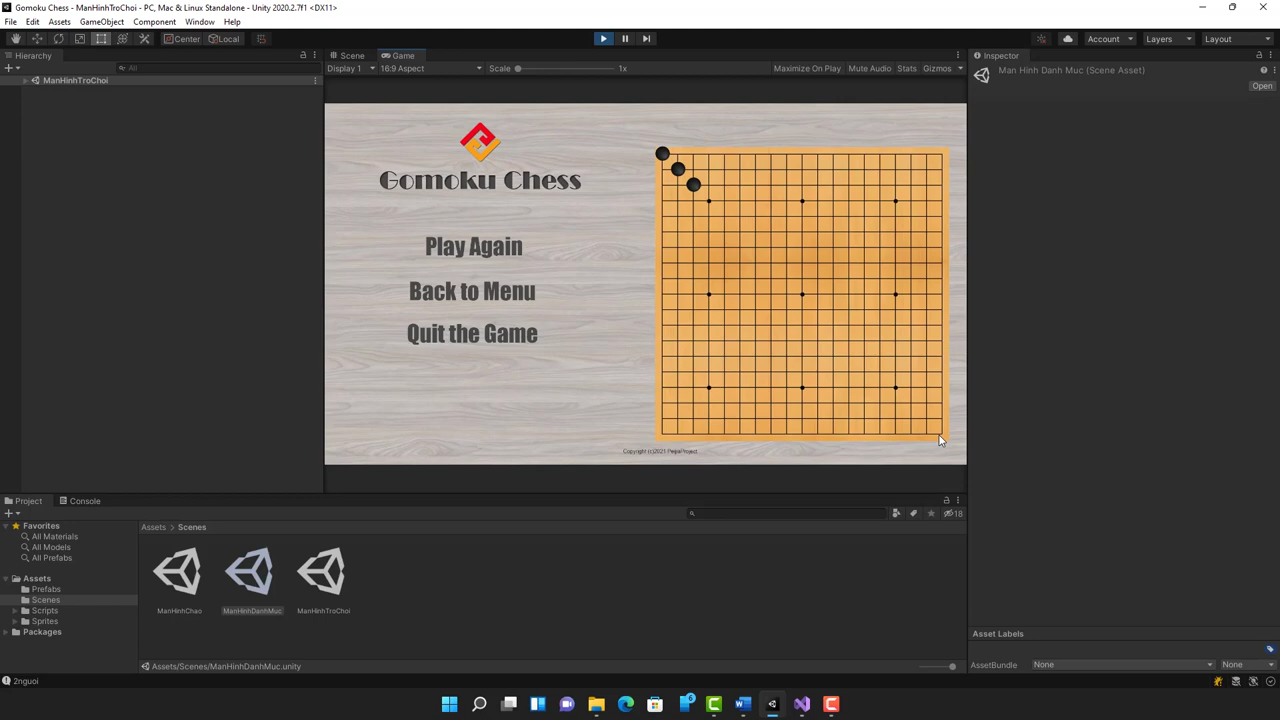 Gomoku Chess - ManHinhTroChoi - PC, Mac & Linux Standalone - Unity 2020.2.7f1 <DX11>
File Edit Assets GameObject Component Window Help
Center Local Account Layers Layout
Hierarchy Scene Game Inspector
All Display 1 16:9 Aspect Scale 1x Maximize On Play Mute Audio Stats Gizmos Man Hinh Danh Muc (Scene Asset)
ManHinhTroChoi
Open
Gomoku Chess
Play Again
Back to Menu
Quit the Game
Project Console
18
Favorites
All Materials
All Models
All Prefabs
Assets
Prefabs
Scenes
Scripts
Sprites
Packages
Assets > Scenes
ManHinhChao ManHinhDanhMuc ManHinhTroChoi
Assets/Scenes/ManHinhDanhMuc.unity
Asset Labels
AssetBundle None None
2nguoi
6